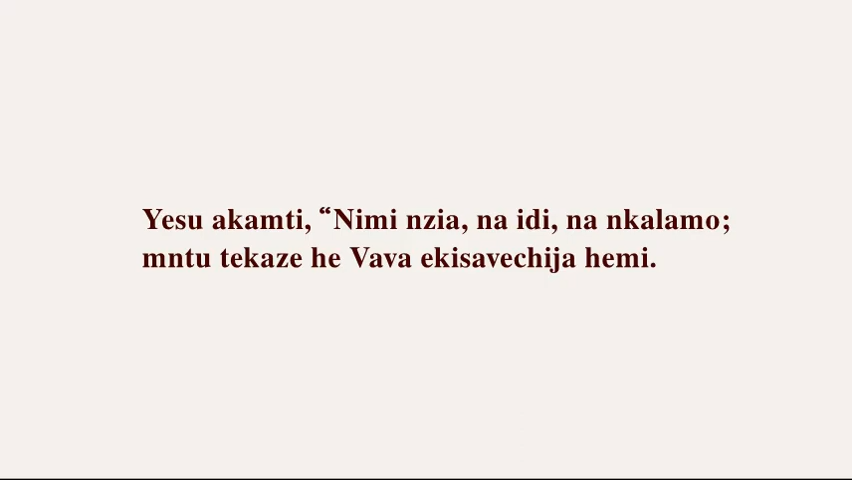 Yesu akamti, “Nimi nzia, na idi, na nkalamo;
mntu tekaze he Vava ekisavechija hemi.